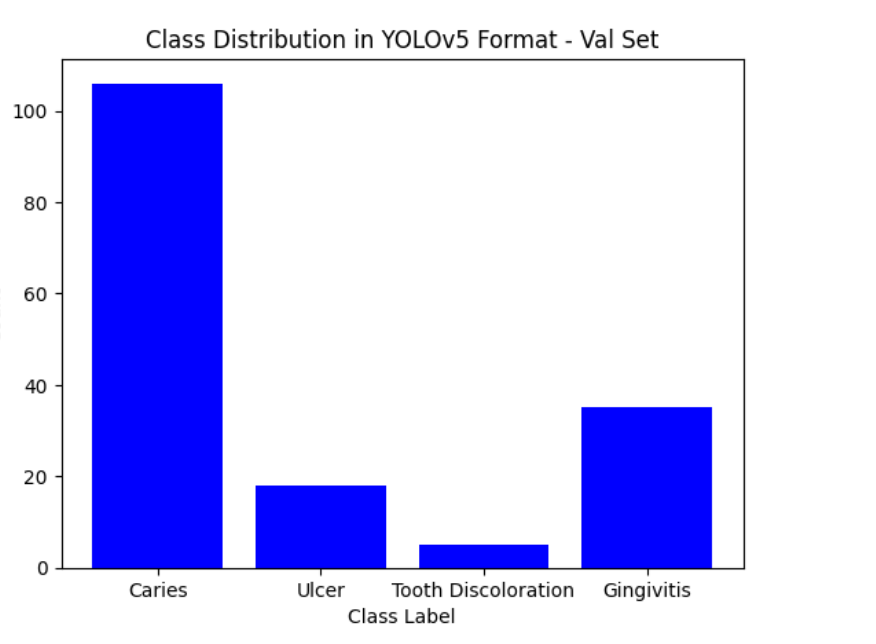 Class Distribution in YOLOv5 Format - Val Set
100
80
60
40
20
0
Caries
Ulcer
Tooth Discoloration
Gingivitis
Class Label